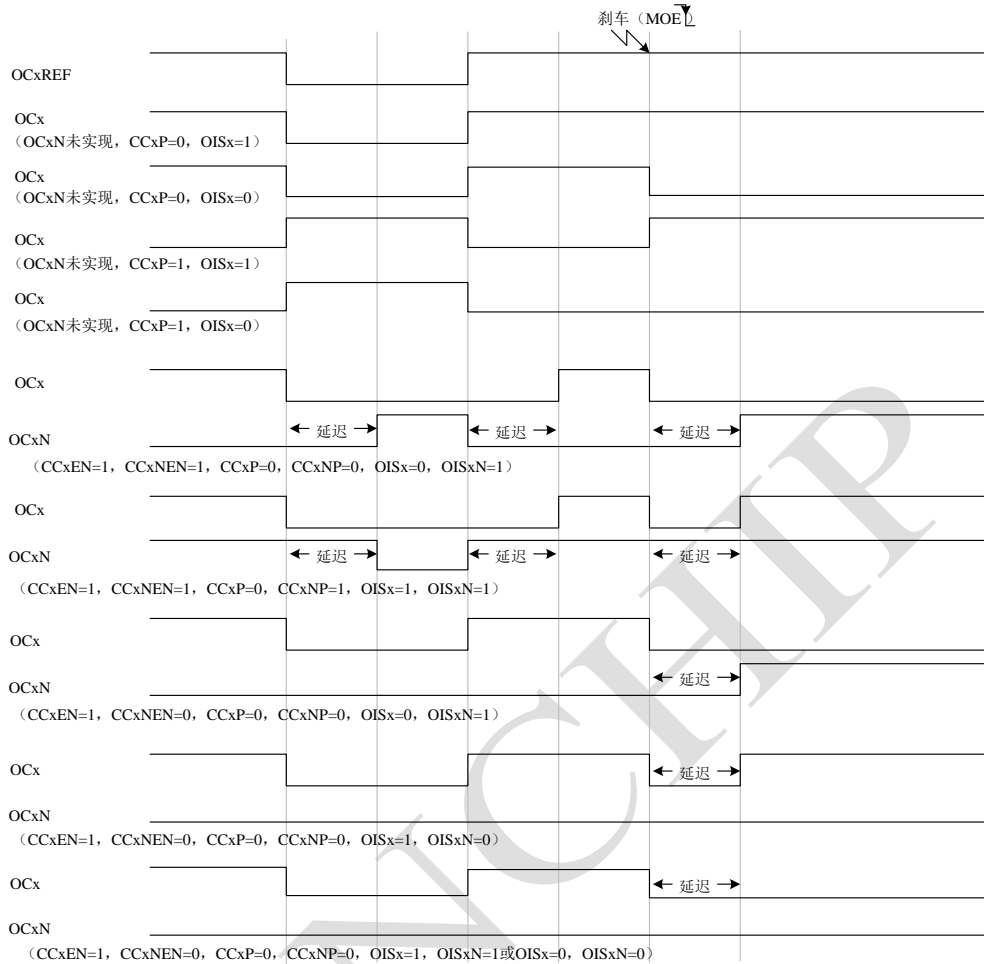 刹车（MOE）
OCxREF
OCx
（OCxN未实现，CCxP=0，OISx=1）
OCx
（OCxN未实现，CCxP=0，OISx=0）
OCx
（OCxN未实现，CCxP=1，OISx=1）
OCx
（OCxN未实现，CCxP=1，OISx=0）
OCx
延迟 延迟 延迟
OCxN
（CCxEN=1，CCxNEN=1，CCxP=0，CCxNP=0，OISx=0，OISxN=1）
OCx
OCxN
延迟 延迟 延迟
（CCxEN=1，CCxNEN=1，CCxP=0，CCxNP=1，OISx=1，OISxN=1）
OCx
延迟
OCxN
（CCxEN=1，CCxNEN=0，CCxP=0，CCxNP=0，OISx=0，OISxN=1）
OCx
延迟
OCxN
（CCxEN=1，CCxNEN=0，CCxP=0，CCxNP=0，OISx=1，OISxN=0）
OCx
延迟
OCxN
（CCxEN=1，CCxNEN=0，CCxP=0，CCxNP=0，OISx=1，OISxN=1或OISx=0，OISxN=0）
NCHIP